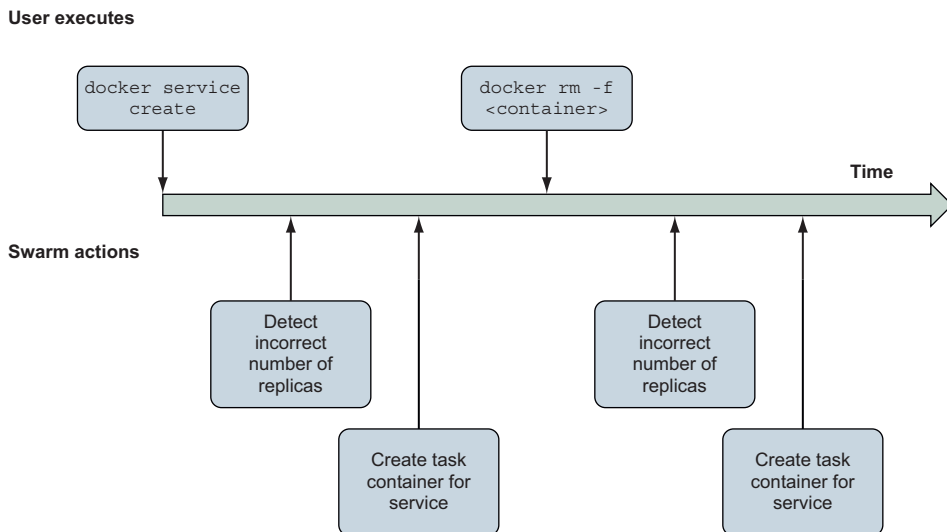 User executes
docker service
create
docker rm -f
<container>
Time
Swarm actions
Detect
incorrect
number of
replicas
Detect
incorrect
number of
replicas
Create task
container for
service
Create task
container for
service